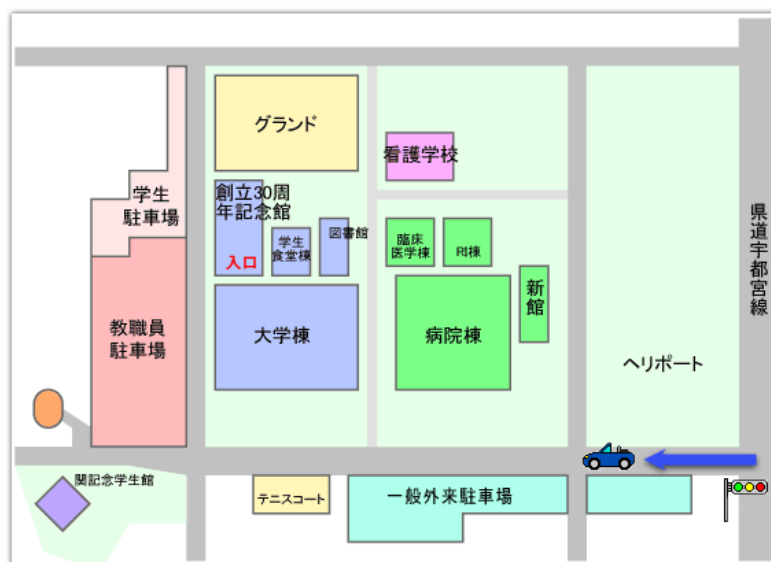 グランド
看護学校
学生
駐車場
創立30周
年記念館
入口
学生
食堂棟
図書館
臨床
医学棟
RI棟
新
館
県道宇都宮線
教職員
駐車場
大学棟
病院棟
ヘリポート
関記念学生館
テニスコート
一般外来駐車場